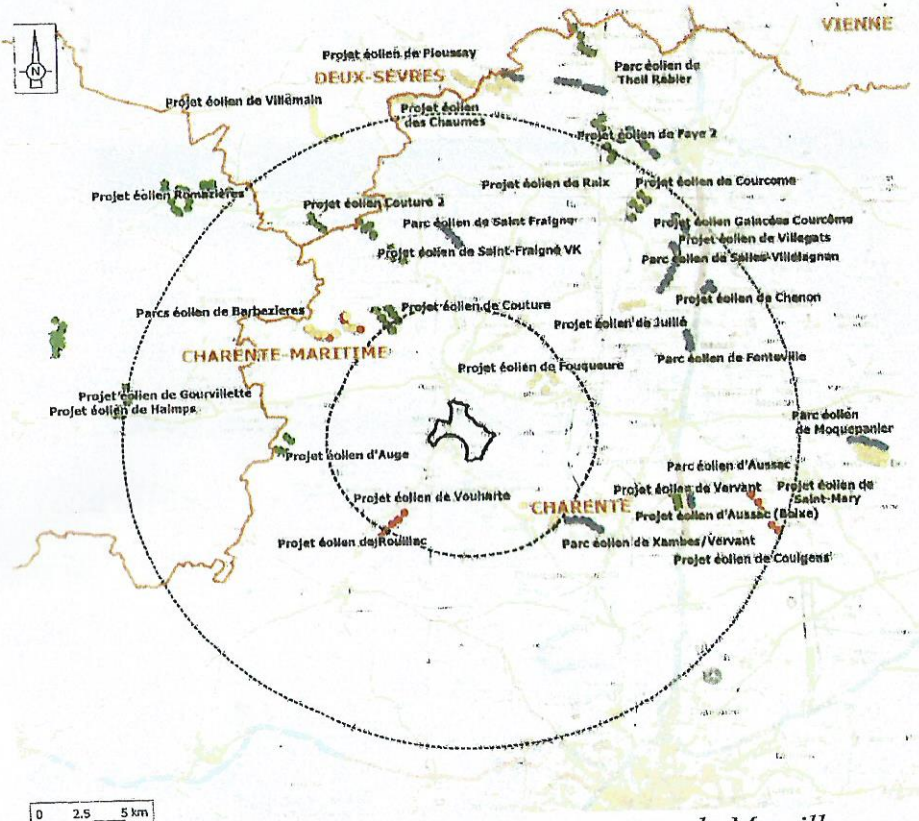 VIENNE
N
Projet éolien de Ploussay
DEUX-SÈVRES
Parc éolien de
Theil Rabier
Projet éolien de Villemain
Projet éolien
des Chaumes
Projet éolien de Faye 2
Projet éolien Romazières
Projet éolien de Raix
Projet éolien de Courcome
Projet éolien Couture 2
Parc éolien de Saint Fraigne
Projet éolien Galacées Courcôme
Projet éolien de Villegats
Projet éolien de Saint-Fraigne VK
Parc éolien de Salles-Villefagnan
Projet éolien de Chenon
Parcs éolien de Barbezieres
Projet éolien de Couture
Projet éolien de Juillé
CHARENTE-MARITIME
Parc éolien de Fontaville
Projet éolien de Fouqueure
Projet éolien de Gourvillette
Projet éolien de Haimps
Parc éolien
de Moquepanier
Projet éolien d'Auge
Parc éolien d'Aussac
Projet éolien de Vervant
Projet éolien de
Saint-Mary
Projet éolien de Vouharte
CHARENTE
Projet éolien d'Aussac (Boixe)
Projet éolien de Rouillac
Parc éolien de Xambes/Vervant
Projet éolien de Coulgens
0 2.5 5 km